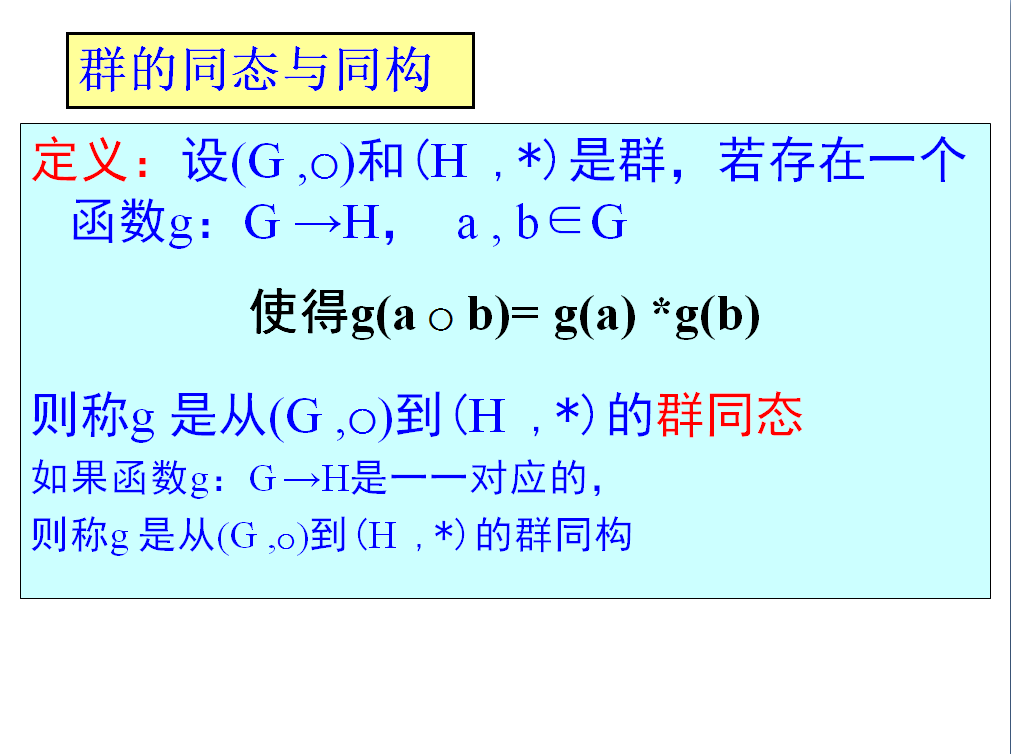 群的同态与同构
定义：设(G ,○)和(H ,*)是群，若存在一个
函数g：G →H， a , b∈G
使得g(a ○ b)= g(a) *g(b)
则称g 是从(G ,○)到(H ,*)的群同态
如果函数g：G→H是一一对应的，
则称g 是从(G ,○)到(H ,*)的群同构